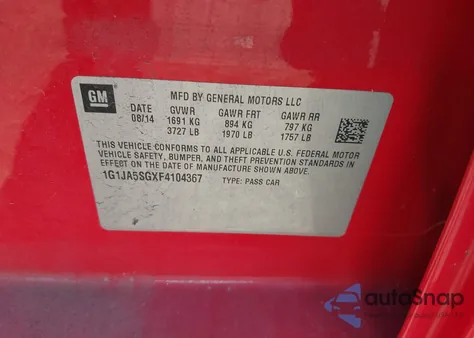 GM
MFD BY GENERAL MOTORS LLC
DATE GVWR GAWR FRT GAWR RR
08/14 1691 KG 894 KG 797 KG
3727 LB 1970 LB 1757 LB
THIS VEHICLE CONFORMS TO ALL APPLICABLE U.S. FEDERAL MOTOR
VEHICLE SAFETY, BUMPER, AND THEFT PREVENTION STANDARDS IN
EFFECT ON THE DATE OF MANUFACTURE SHOWN ABOVE.
1G1JA5SGXF4104367 TYPE: PASS CAR
autoSnap